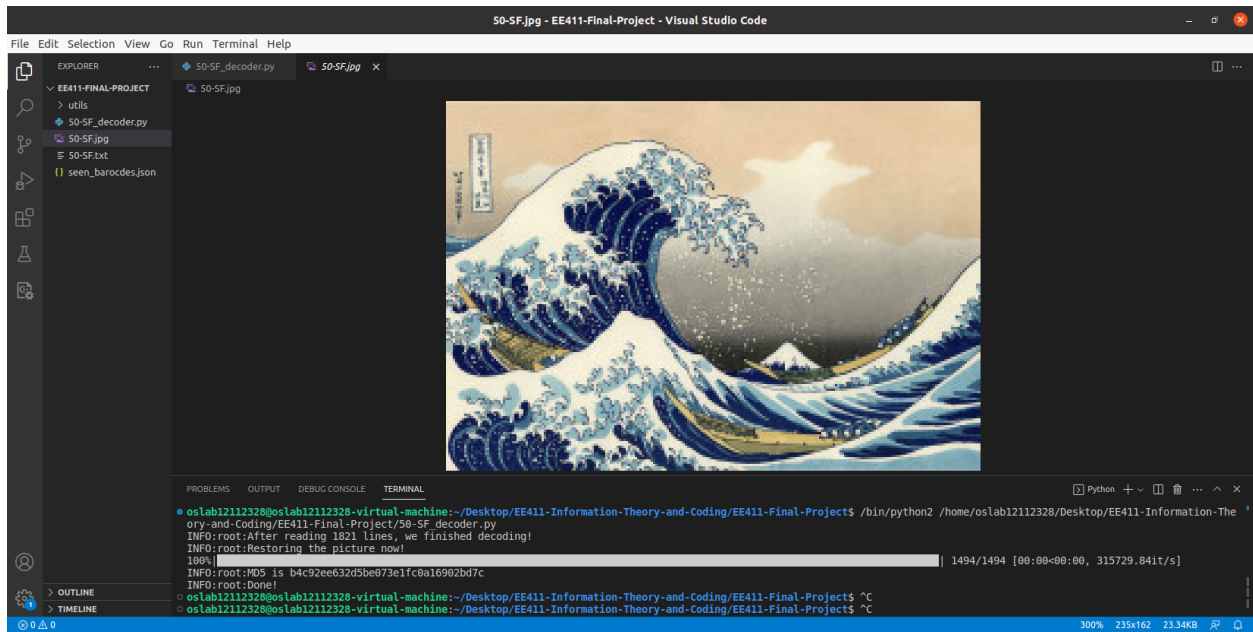 50-SF.jpg - EE411-Final-Project - Visual Studio Code
File Edit Selection View Go Run Terminal Help
EXPLORER
50-SF_decoder.py
50-SF.jpg
EE411-FINAL-PROJECT
utils
50-SF_decoder.py
50-SF.jpg
50-SF.txt
{} seen_barocdes.json
50-SF.jpg
PROBLEMS OUTPUT DEBUG CONSOLE TERMINAL
Python
oslab12112328@oslab12112328-virtual-machine:~/Desktop/EE411-Information-Theory-and-Coding/EE411-Final-Project$ /bin/python2 /home/oslab12112328/Desktop/EE411-Information-The
ory-and-Coding/EE411-Final-Project/50-SF_decoder.py
INFO:root:After reading 1821 lines, we finished decoding!
INFO:root:Restoring the picture now!
100%| | 1494/1494 [00:00<00:00, 315729.84it/s]
INFO:root:MD5 is b4c92ee632d5be073e1fc0a16902bd7c
INFO:root:Done!
oslab12112328@oslab12112328-virtual-machine:~/Desktop/EE411-Information-Theory-and-Coding/EE411-Final-Project$ ^C
oslab12112328@oslab12112328-virtual-machine:~/Desktop/EE411-Information-Theory-and-Coding/EE411-Final-Project$ ^C
OUTLINE
TIMELINE
1
0 0
300% 235x162 23.34KB